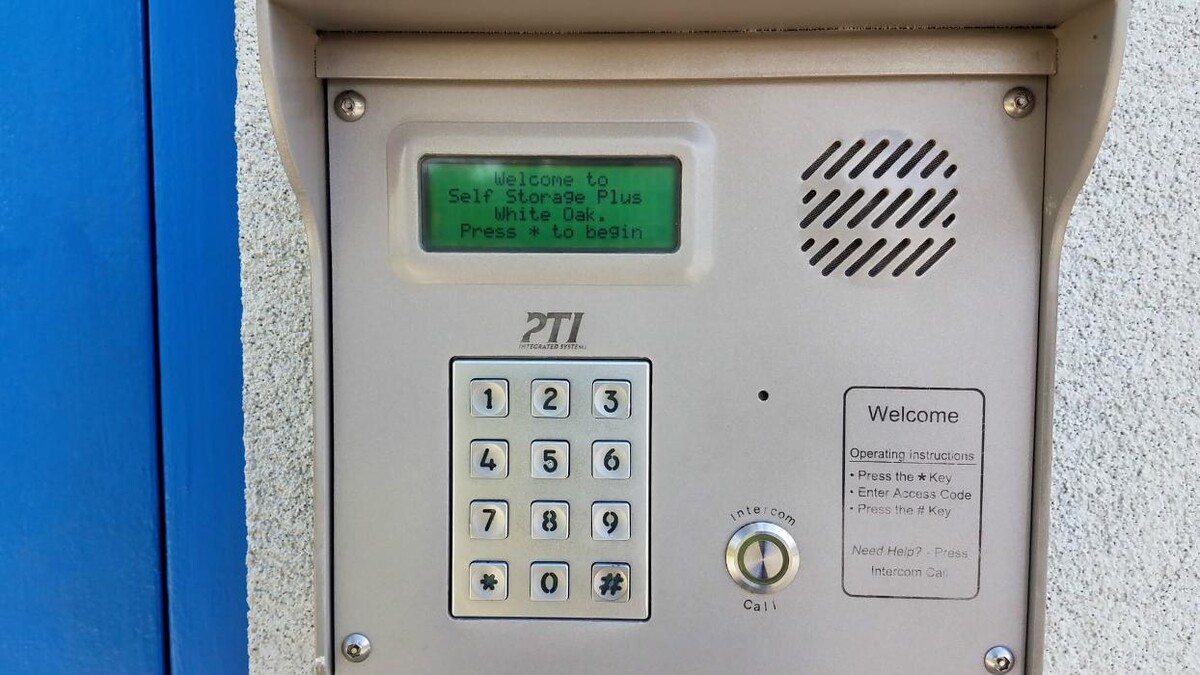 Welcome to
Self Storage Plus
White Oak.
Press * to begin
PTI
INTEGRATED SYSTEMS
1 2 3
4 5 6
7 8 9
* 0 #
Intercom
Call
Welcome
Operating Instructions
• Press the * Key
• Enter Access Code
• Press the # Key
Need Help? - Press
Intercom Call